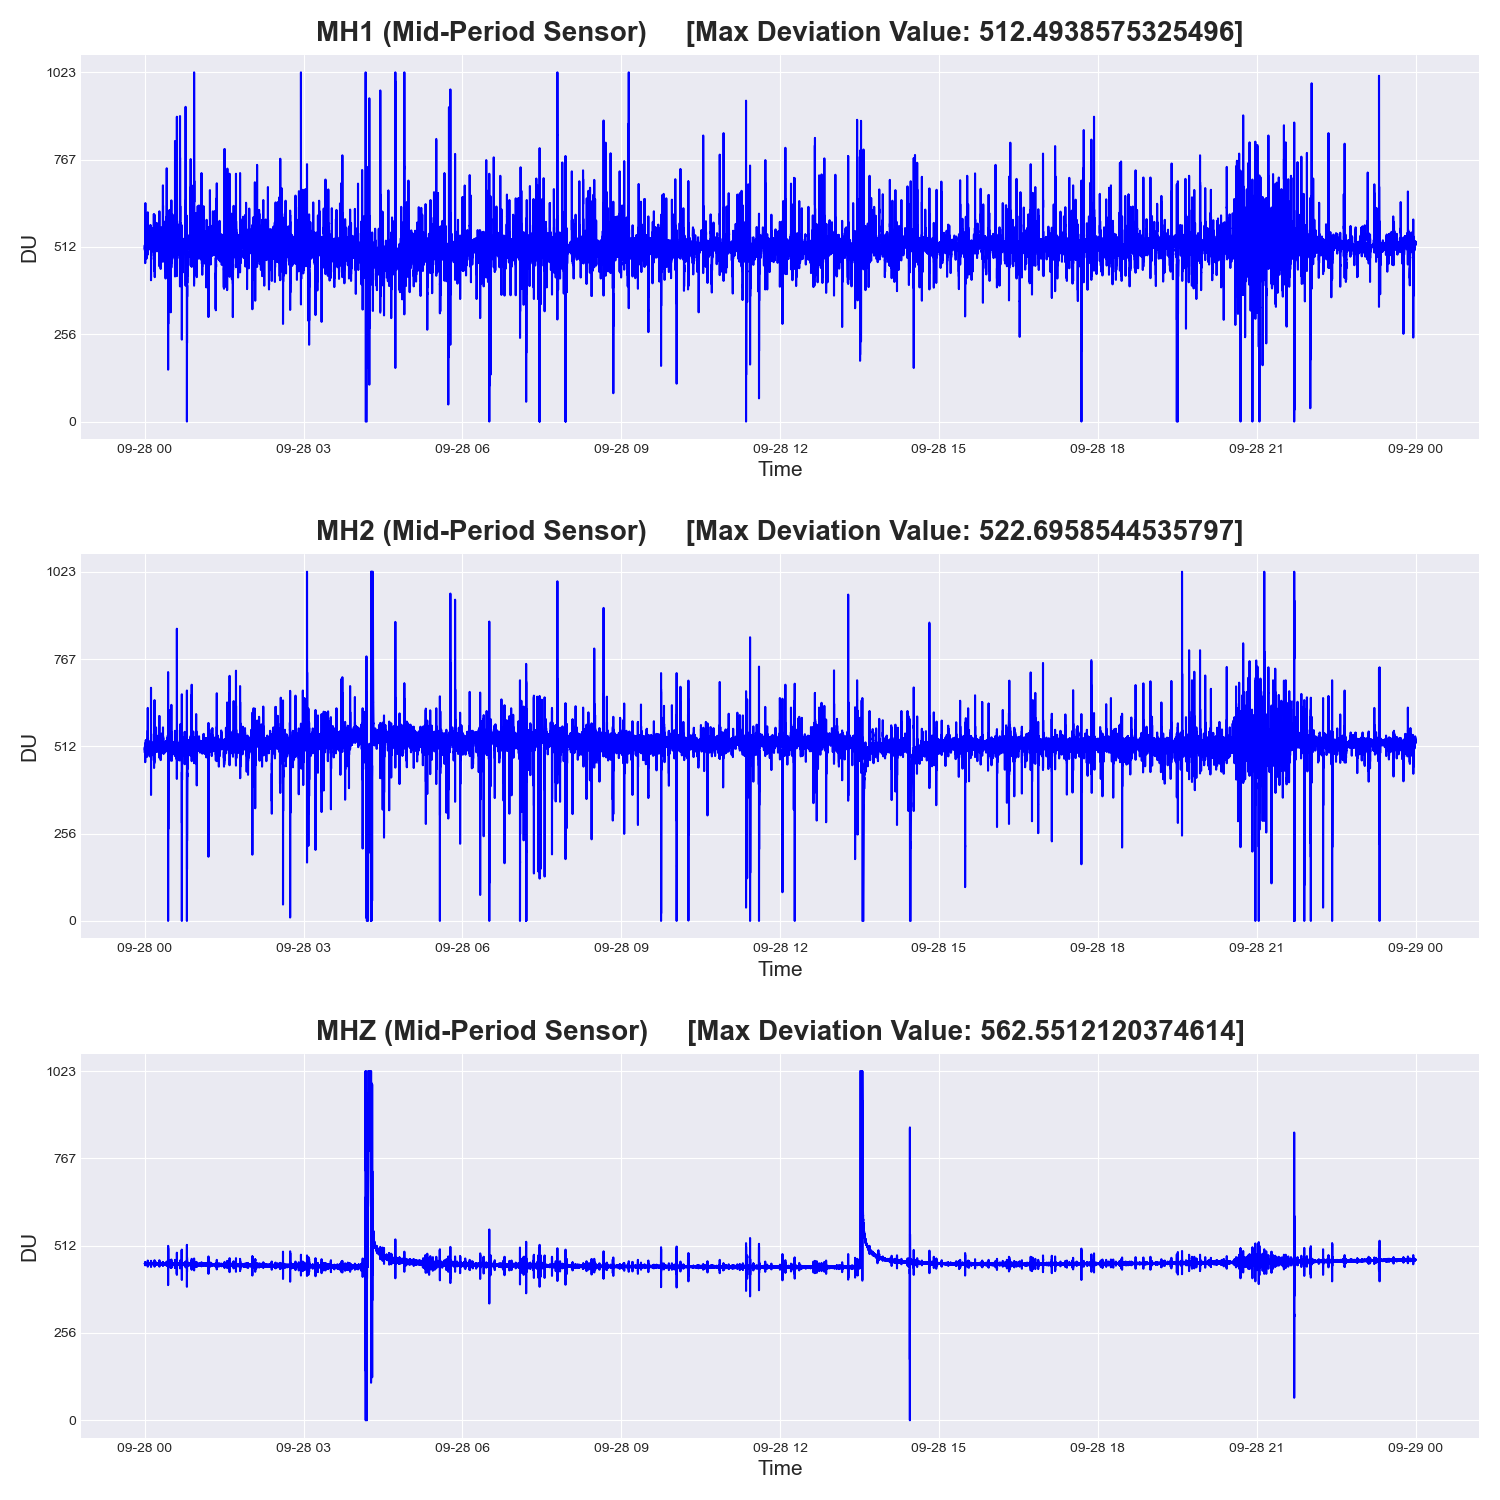 MH1 (Mid-Period Sensor) [Max Deviation Value: 512.4938575325496]
1023
767
512
256
0
DU
09-28 00 09-28 03 09-28 06 09-28 09 09-28 12 09-28 15 09-28 18 09-28 21 09-29 00
Time
MH2 (Mid-Period Sensor) [Max Deviation Value: 522.6958544535797]
1023
767
512
256
0
DU
09-28 00 09-28 03 09-28 06 09-28 09 09-28 12 09-28 15 09-28 18 09-28 21 09-29 00
Time
MHZ (Mid-Period Sensor) [Max Deviation Value: 562.5512120374614]
1023
767
512
256
0
DU
09-28 00 09-28 03 09-28 06 09-28 09 09-28 12 09-28 15 09-28 18 09-28 21 09-29 00
Time